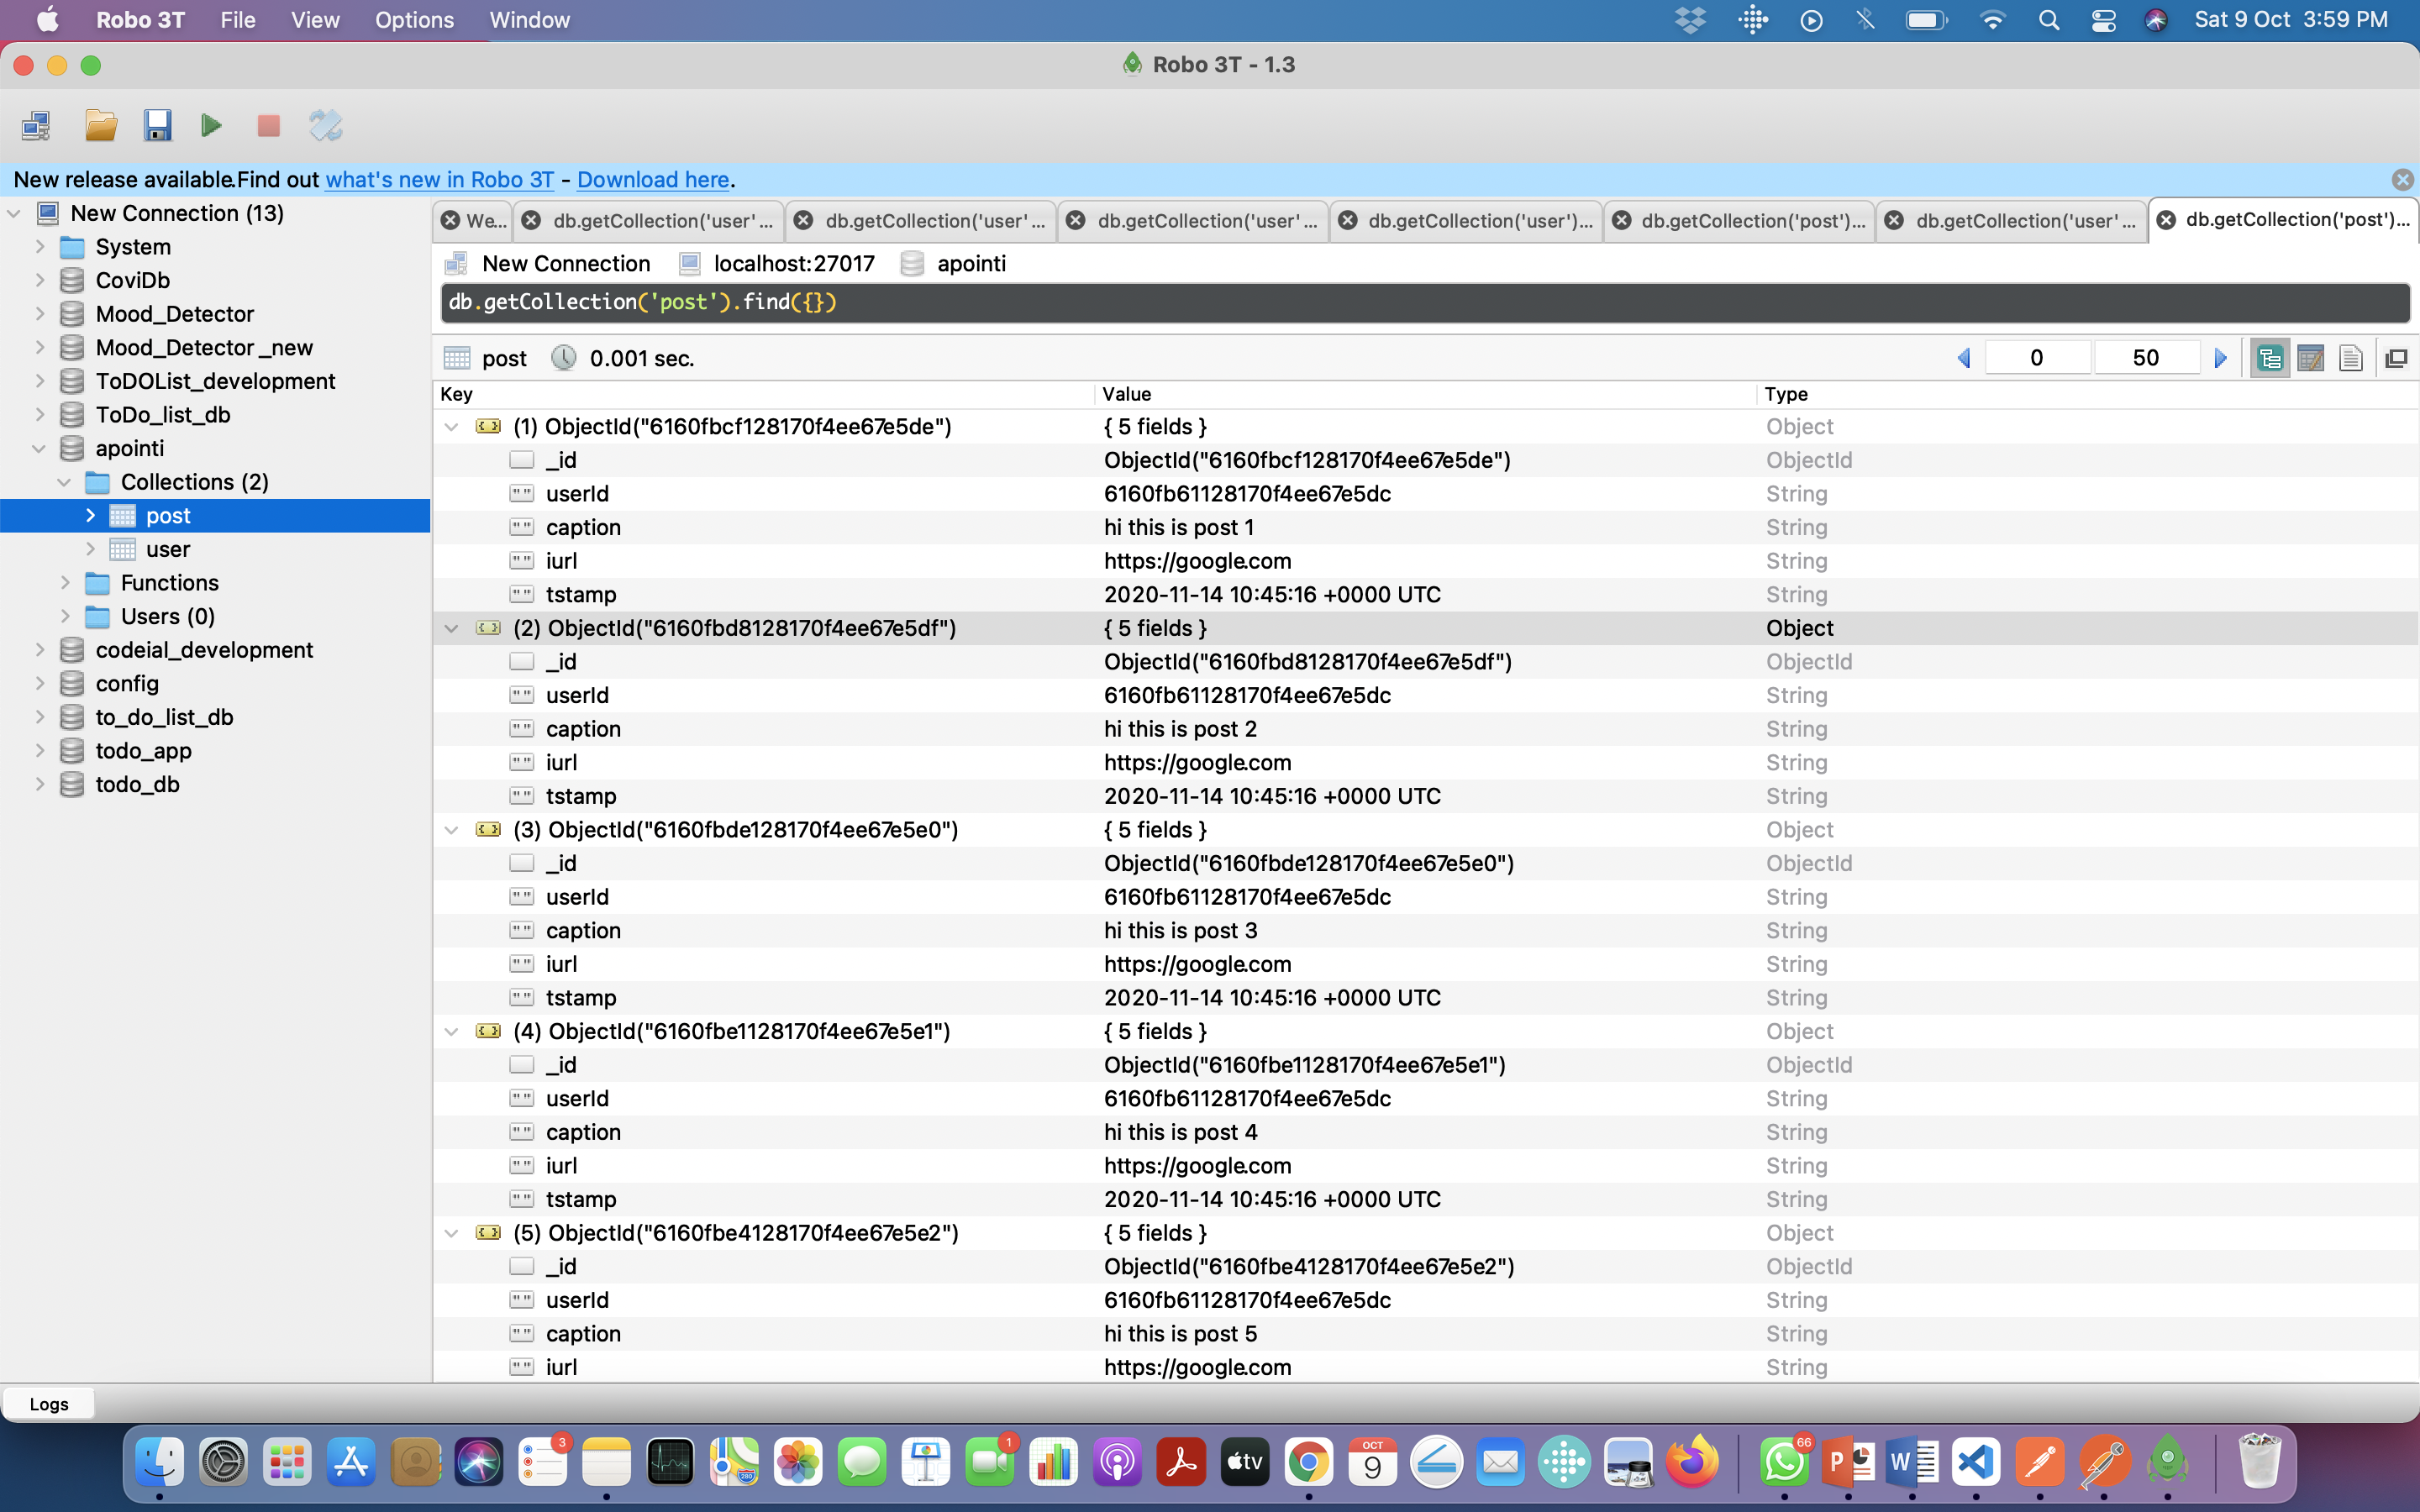 Robo 3T File View Options Window Sat 9 Oct 3:59 PM
Robo 3T - 1.3
New release available.Find out what's new in Robo 3T - Download here.
New Connection (13)
System
CoviDb
Mood_Detector
Mood_Detector_new
ToDOList_development
ToDo_list_db
apointi
Collections (2)
post
user
Functions
Users (0)
codeial_development
config
to_do_list_db
todo_app
todo_db
We... db.getCollection('user'... db.getCollection('user'... db.getCollection('user'... db.getCollection('user')... db.getCollection('post')... db.getCollection('user'... db.getCollection('post')...
New Connection localhost:27017 apointi
db.getCollection('post').find({})
post 0.001 sec. 0 50
Key Value Type
(1) ObjectId("6160fbcf128170f4ee67e5de") { 5 fields } Object
_id ObjectId("6160fbcf128170f4ee67e5de") ObjectId
userId 6160fb61128170f4ee67e5dc String
caption hi this is post 1 String
iurl https://google.com String
tstamp 2020-11-14 10:45:16 +0000 UTC String
(2) ObjectId("6160fbd8128170f4ee67e5df") { 5 fields } Object
_id ObjectId("6160fbd8128170f4ee67e5df") ObjectId
userId 6160fb61128170f4ee67e5dc String
caption hi this is post 2 String
iurl https://google.com String
tstamp 2020-11-14 10:45:16 +0000 UTC String
(3) ObjectId("6160fbde128170f4ee67e5e0") { 5 fields } Object
_id ObjectId("6160fbde128170f4ee67e5e0") ObjectId
userId 6160fb61128170f4ee67e5dc String
caption hi this is post 3 String
iurl https://google.com String
tstamp 2020-11-14 10:45:16 +0000 UTC String
(4) ObjectId("6160fbe1128170f4ee67e5e1") { 5 fields } Object
_id ObjectId("6160fbe1128170f4ee67e5e1") ObjectId
userId 6160fb61128170f4ee67e5dc String
caption hi this is post 4 String
iurl https://google.com String
tstamp 2020-11-14 10:45:16 +0000 UTC String
(5) ObjectId("6160fbe4128170f4ee67e5e2") { 5 fields } Object
_id ObjectId("6160fbe4128170f4ee67e5e2") ObjectId
userId 6160fb61128170f4ee67e5dc String
caption hi this is post 5 String
iurl https://google.com String
Logs
3 280 1 tv OCT 9 66 P W